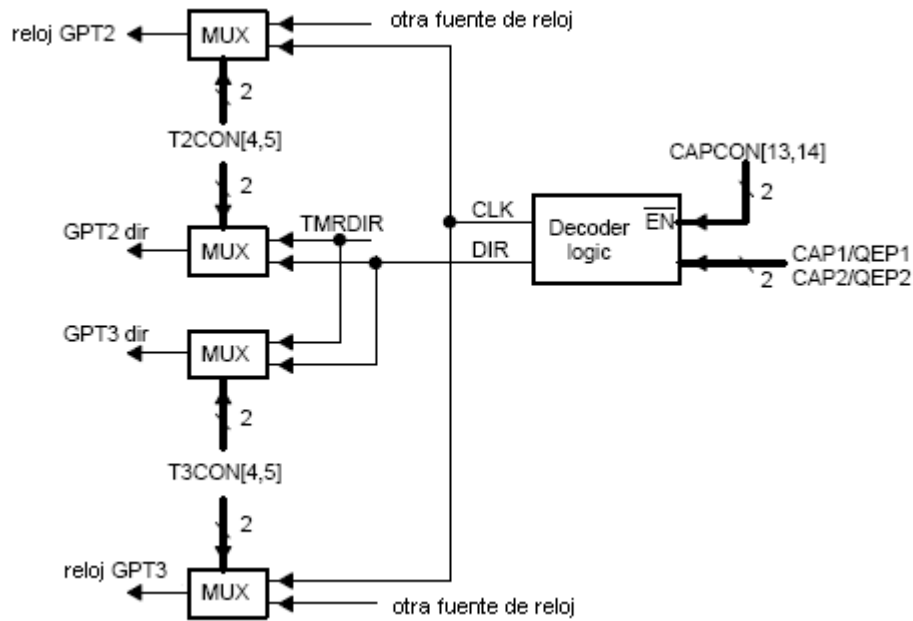 otra fuente de reloj
reloj GPT2
MUX
2
T2CON[4,5]
2
CAPCON[13,14]
2
GPT2 dir
MUX
TMRDIR
CLK
DIR
Decoder
logic
EN
CAP1/QEP1
CAP2/QEP2
2
GPT3 dir
MUX
2
T3CON[4,5]
2
reloj GPT3
MUX
otra fuente de reloj